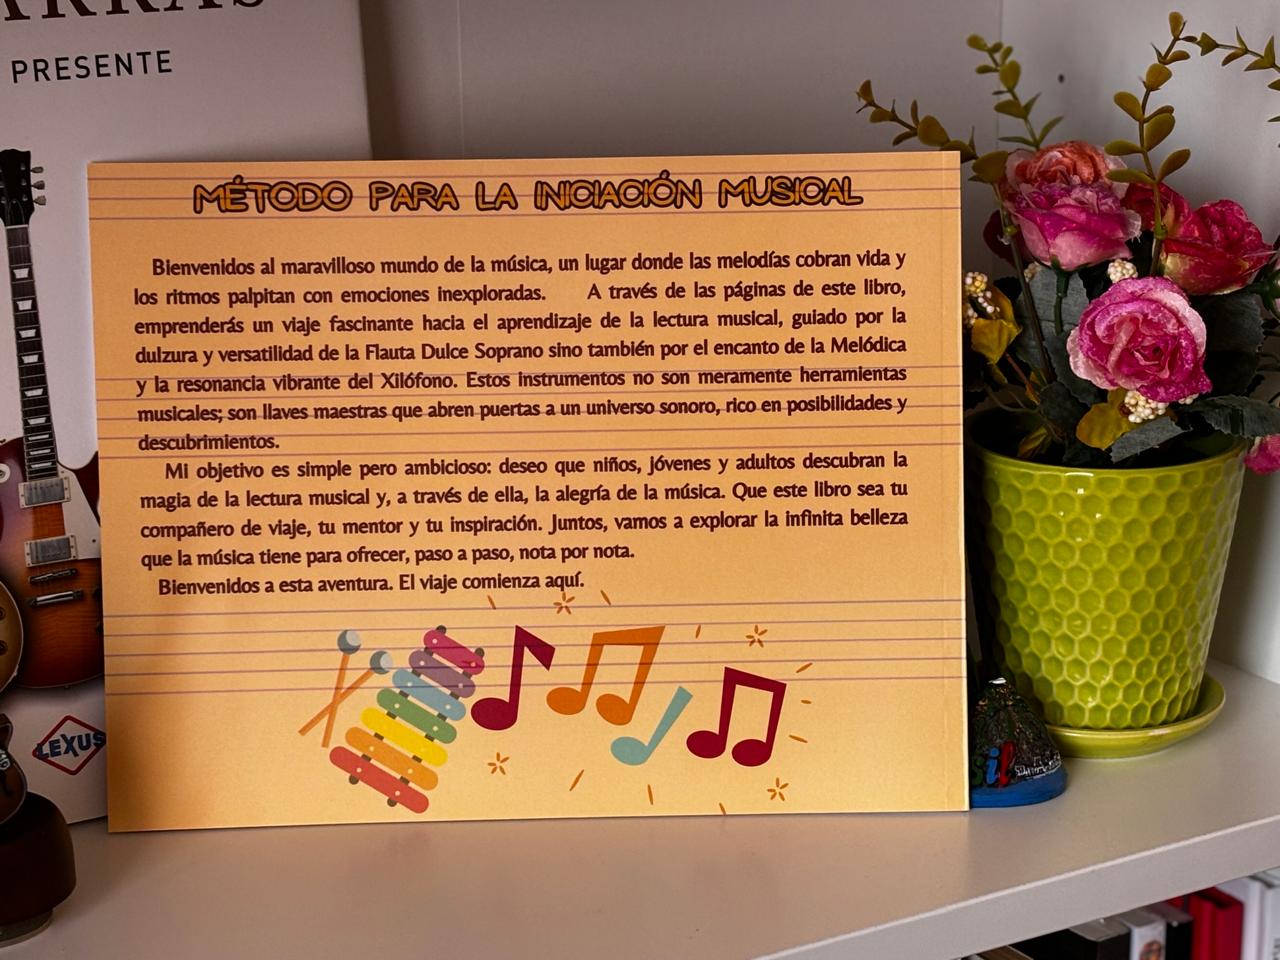 PRESENTE
MÉTODO PARA LA INICIACIÓN MUSICAL
Bienvenidos al maravilloso mundo de la música, un lugar donde las melodías cobran vida y
los ritmos palpitan con emociones inexploradas. A través de las páginas de este libro,
emprenderás un viaje fascinante hacia el aprendizaje de la lectura musical, guiado por la
dulzura y versatilidad de la Flauta Dulce Soprano sino también por el encanto de la Melódica
y la resonancia vibrante del Xilófono. Estos instrumentos no son meramente herramientas
musicales; son llaves maestras que abren puertas a un universo sonoro, rico en posibilidades y
descubrimientos.
Mi objetivo es simple pero ambicioso: deseo que niños, jóvenes y adultos descubran la
magia de la lectura musical y, a través de ella, la alegría de la música. Que este libro sea tu
compañero de viaje, tu mentor y tu inspiración. Juntos, vamos a explorar la infinita belleza
que la música tiene para ofrecer, paso a paso, nota por nota.
Bienvenidos a esta aventura. El viaje comienza aquí.
LEXUS